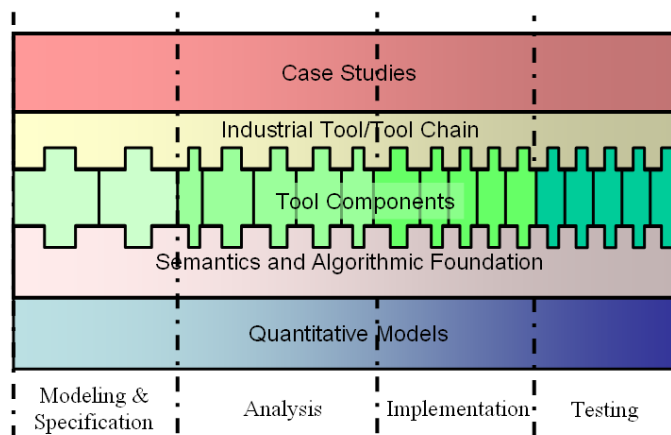 Case Studies
Industrial Tool/Tool Chain
Tool Components
Semantics and Algorithmic Foundation
Quantitative Models
Modeling &
Specification
Analysis
Implementation
Testing